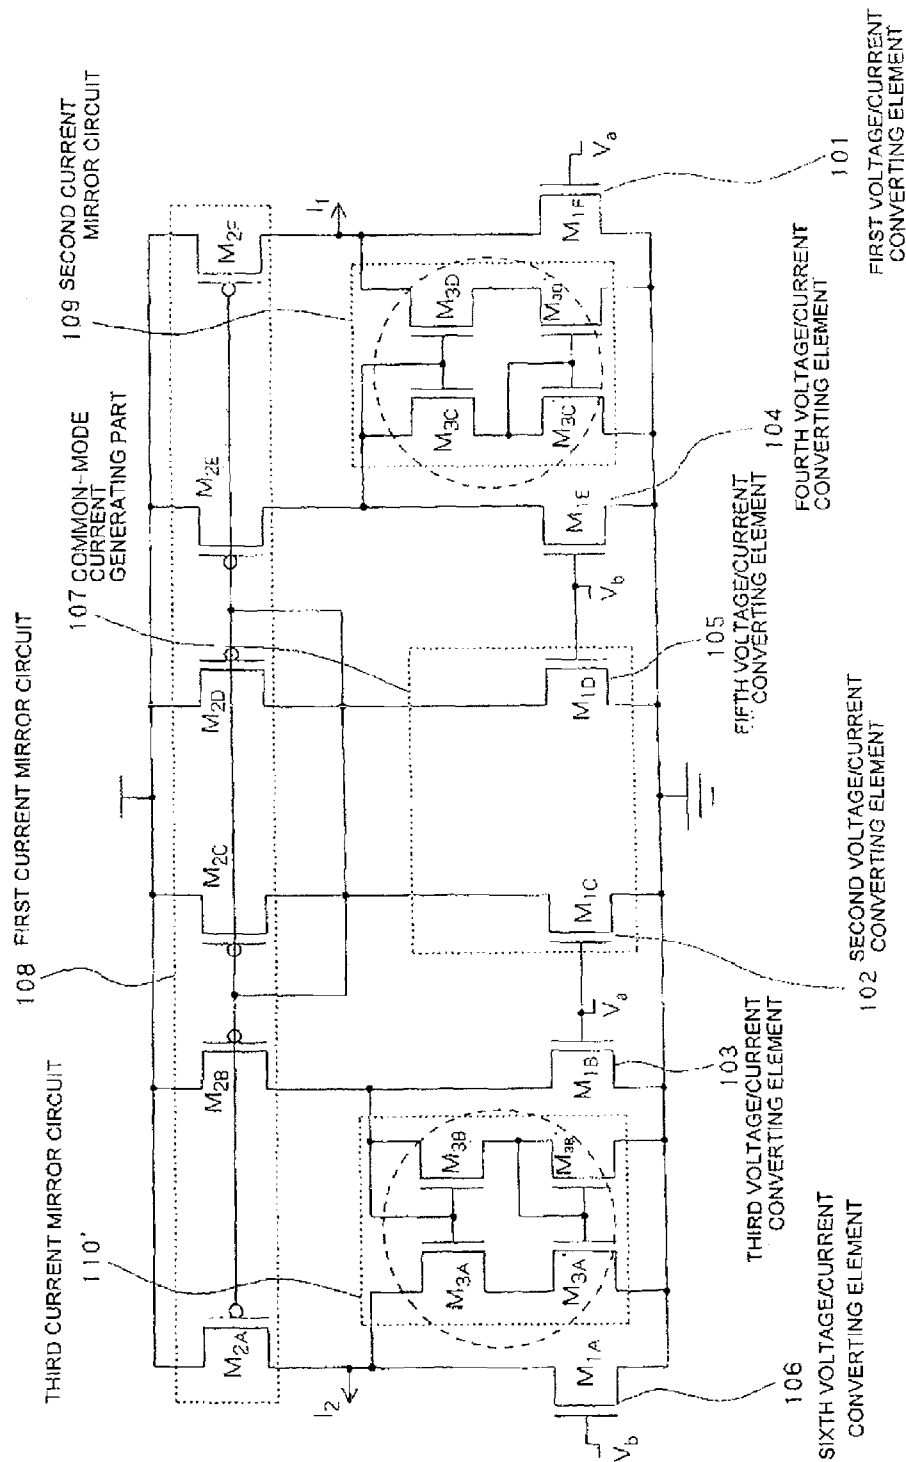 THIRD CURRENT MIRROR CIRCUIT
110'
108 FIRST CURRENT MIRROR CIRCUIT
107 COMMON-MODE
CURRENT
GENERATING PART
109 SECOND CURRENT
MIRROR CIRCUIT
M2A
M2B
M2C
M2D
M2E
M2F
I2
I1
M3A
M3B
M3C
M3D
M3A
M3B
M3C
M3D'
M1A
M1B
M1C
M1D
M1E
M1F
Vb
Va
Vb
Va
106
SIXTH VOLTAGE/CURRENT
CONVERTING ELEMENT
103
THIRD VOLTAGE/CURRENT
CONVERTING ELEMENT
102 SECOND VOLTAGE/CURRENT
CONVERTING ELEMENT
105
FIFTH VOLTAGE/CURRENT
CONVERTING ELEMENT
104
FOURTH VOLTAGE/CURRENT
CONVERTING ELEMENT
101
FIRST VOLTAGE/CURRENT
CONVERTING ELEMENT